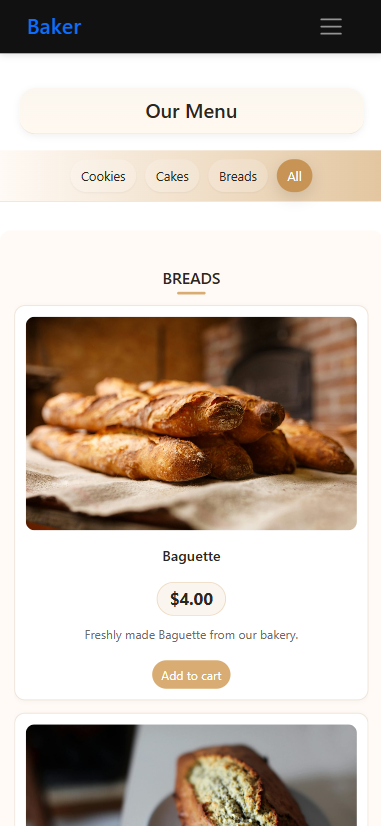 Baker
Our Menu
Cookies Cakes Breads All
BREADS
Baguette
$4.00
Freshly made Baguette from our bakery.
Add to cart